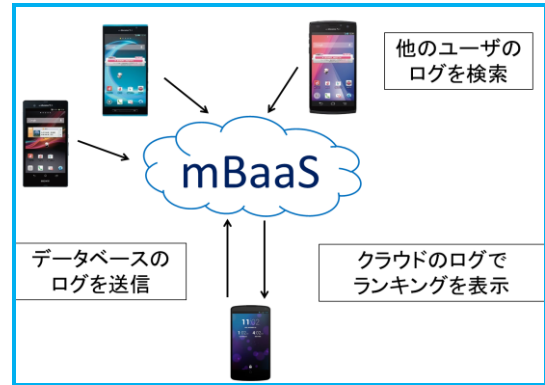 他のユーザの
ログを検索
mBaaS
データベースの
ログを送信
クラウドのログで
ランキングを表示